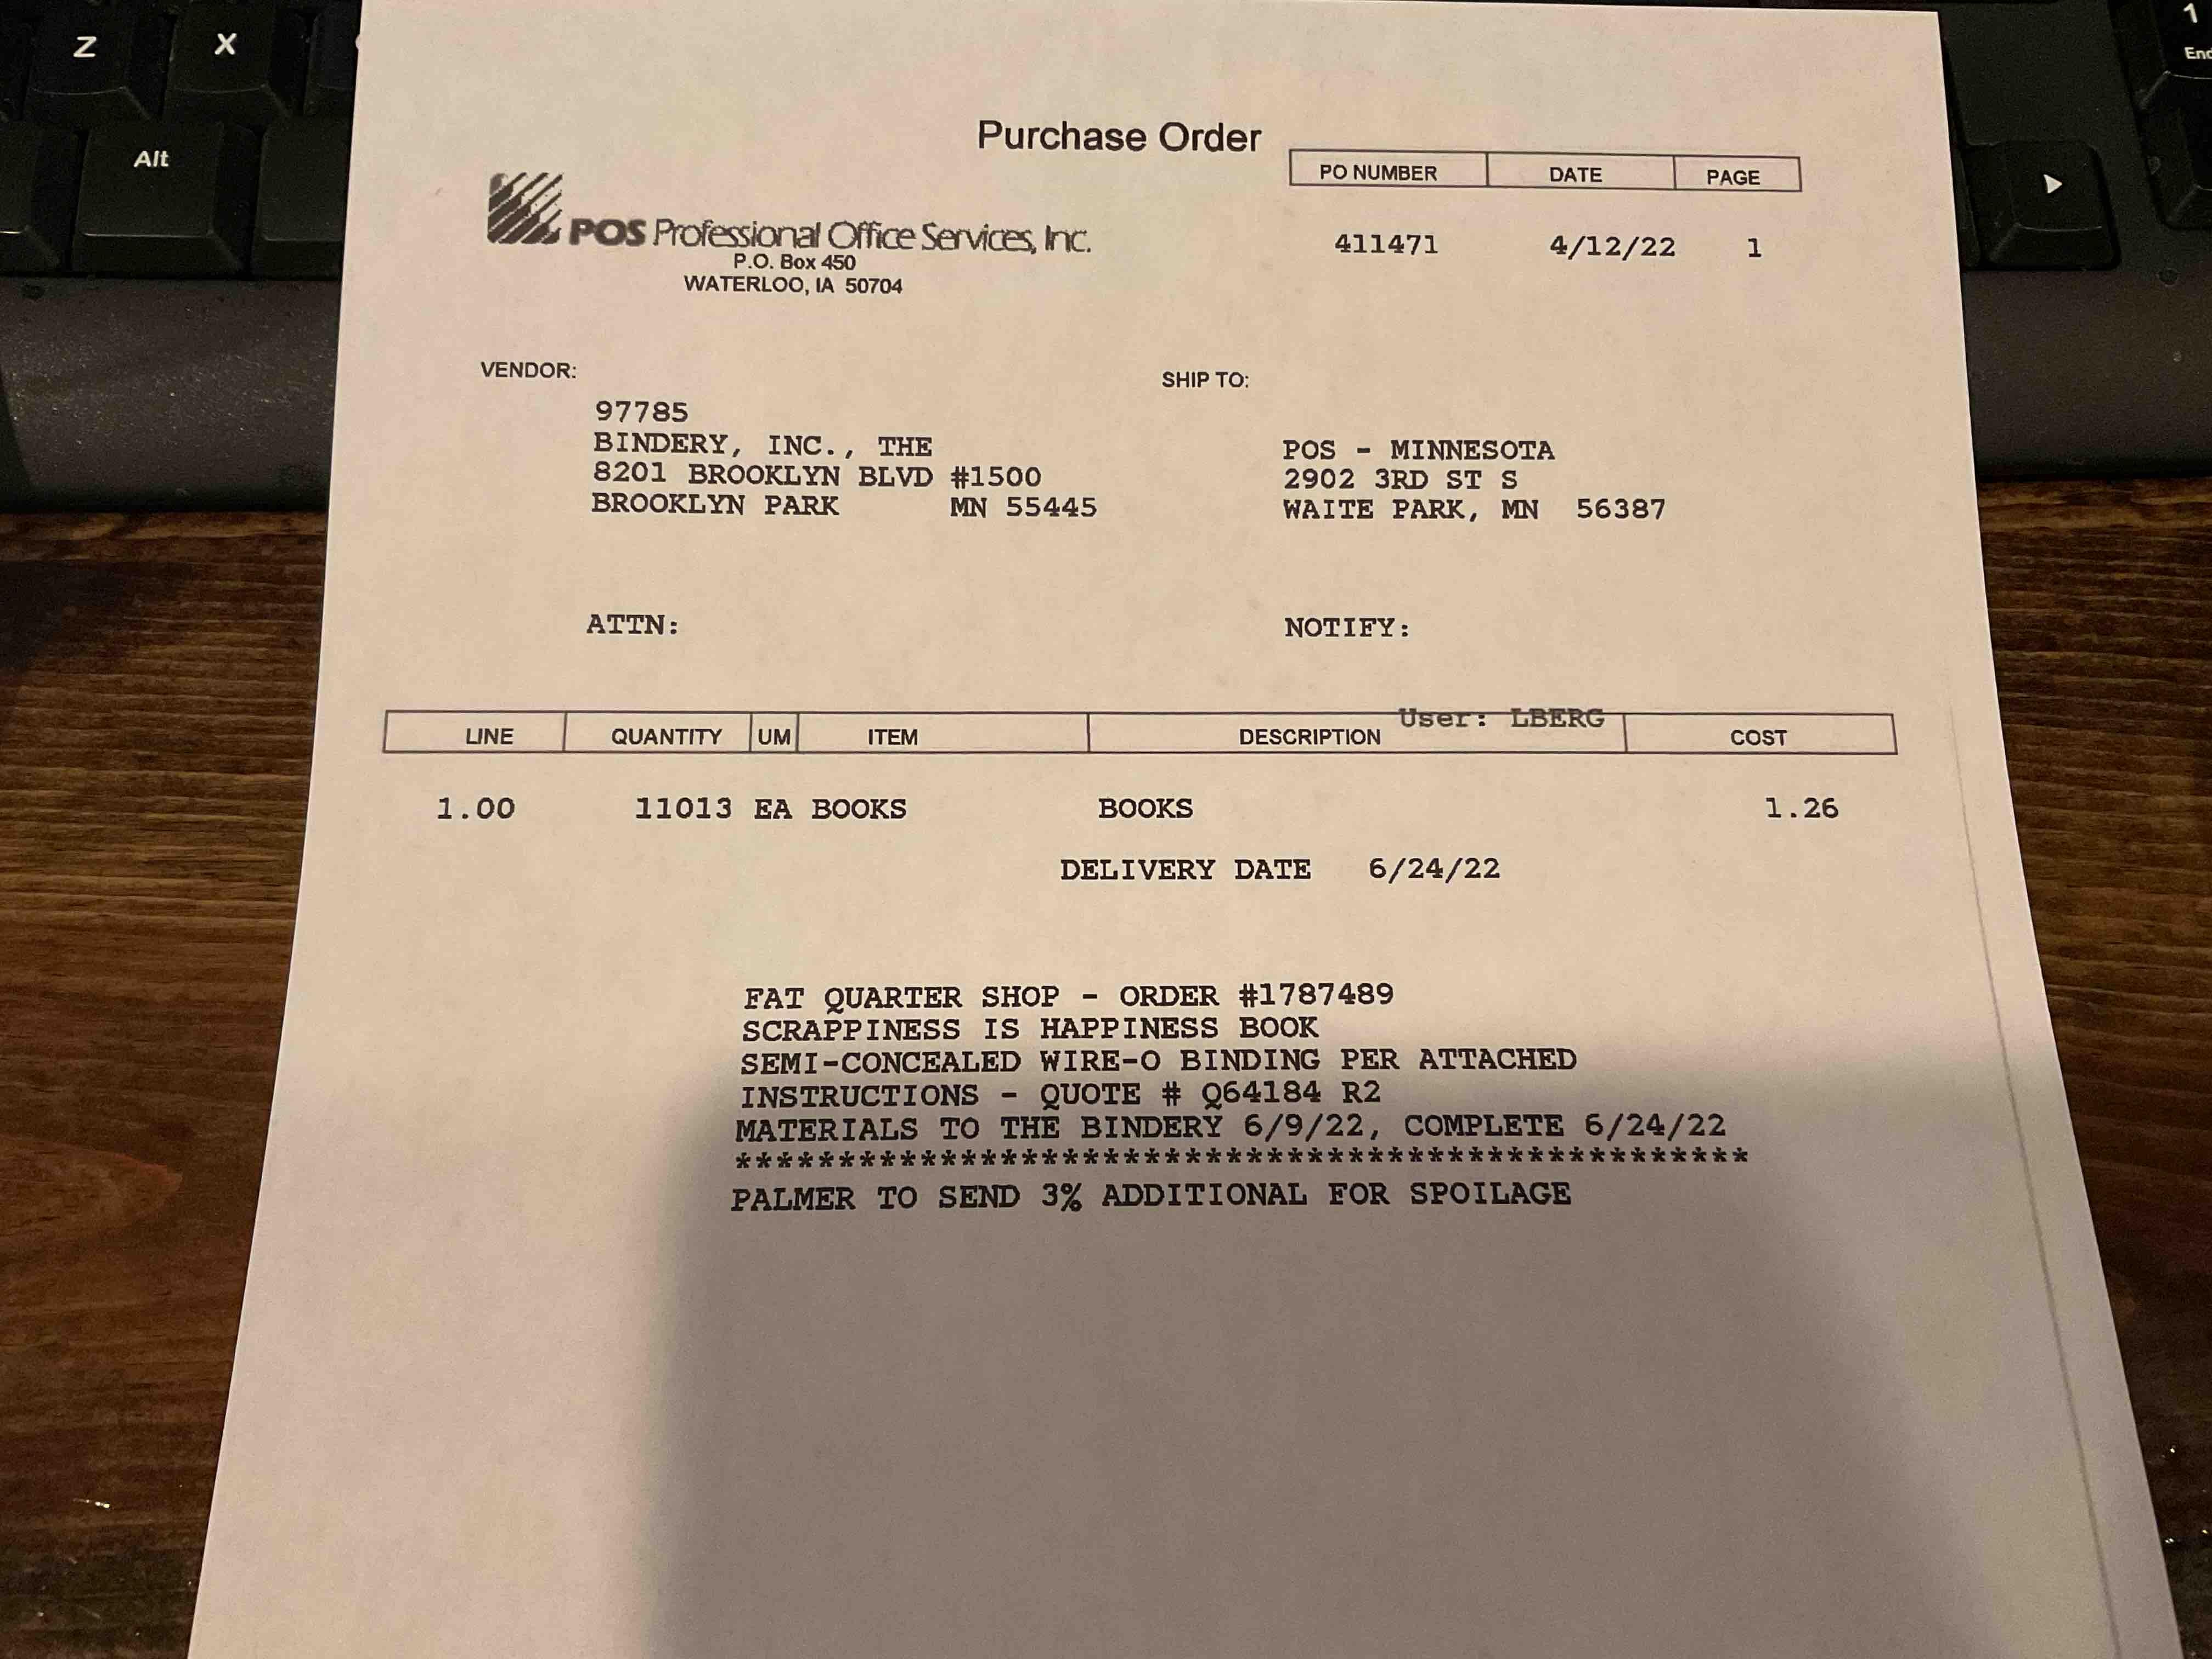 Z X
Alt
1
End
Purchase Order
PO NUMBER DATE PAGE
411471 4/12/22 1
POS Professional Office Services, Inc.
P.O. Box 450
WATERLOO, IA 50704
VENDOR:
97785
BINDERY, INC., THE
8201 BROOKLYN BLVD #1500
BROOKLYN PARK MN 55445
SHIP TO:
POS - MINNESOTA
2902 3RD ST S
WAITE PARK, MN 56387
ATTN:
NOTIFY:
User: LBERG
LINE QUANTITY UM ITEM DESCRIPTION COST
1.00 11013 EA BOOKS BOOKS 1.26
DELIVERY DATE 6/24/22
FAT QUARTER SHOP - ORDER #1787489
SCRAPPINESS IS HAPPINESS BOOK
SEMI-CONCEALED WIRE-O BINDING PER ATTACHED
INSTRUCTIONS - QUOTE # Q64184 R2
MATERIALS TO THE BINDERY 6/9/22, COMPLETE 6/24/22
**************************************************
PALMER TO SEND 3% ADDITIONAL FOR SPOILAGE